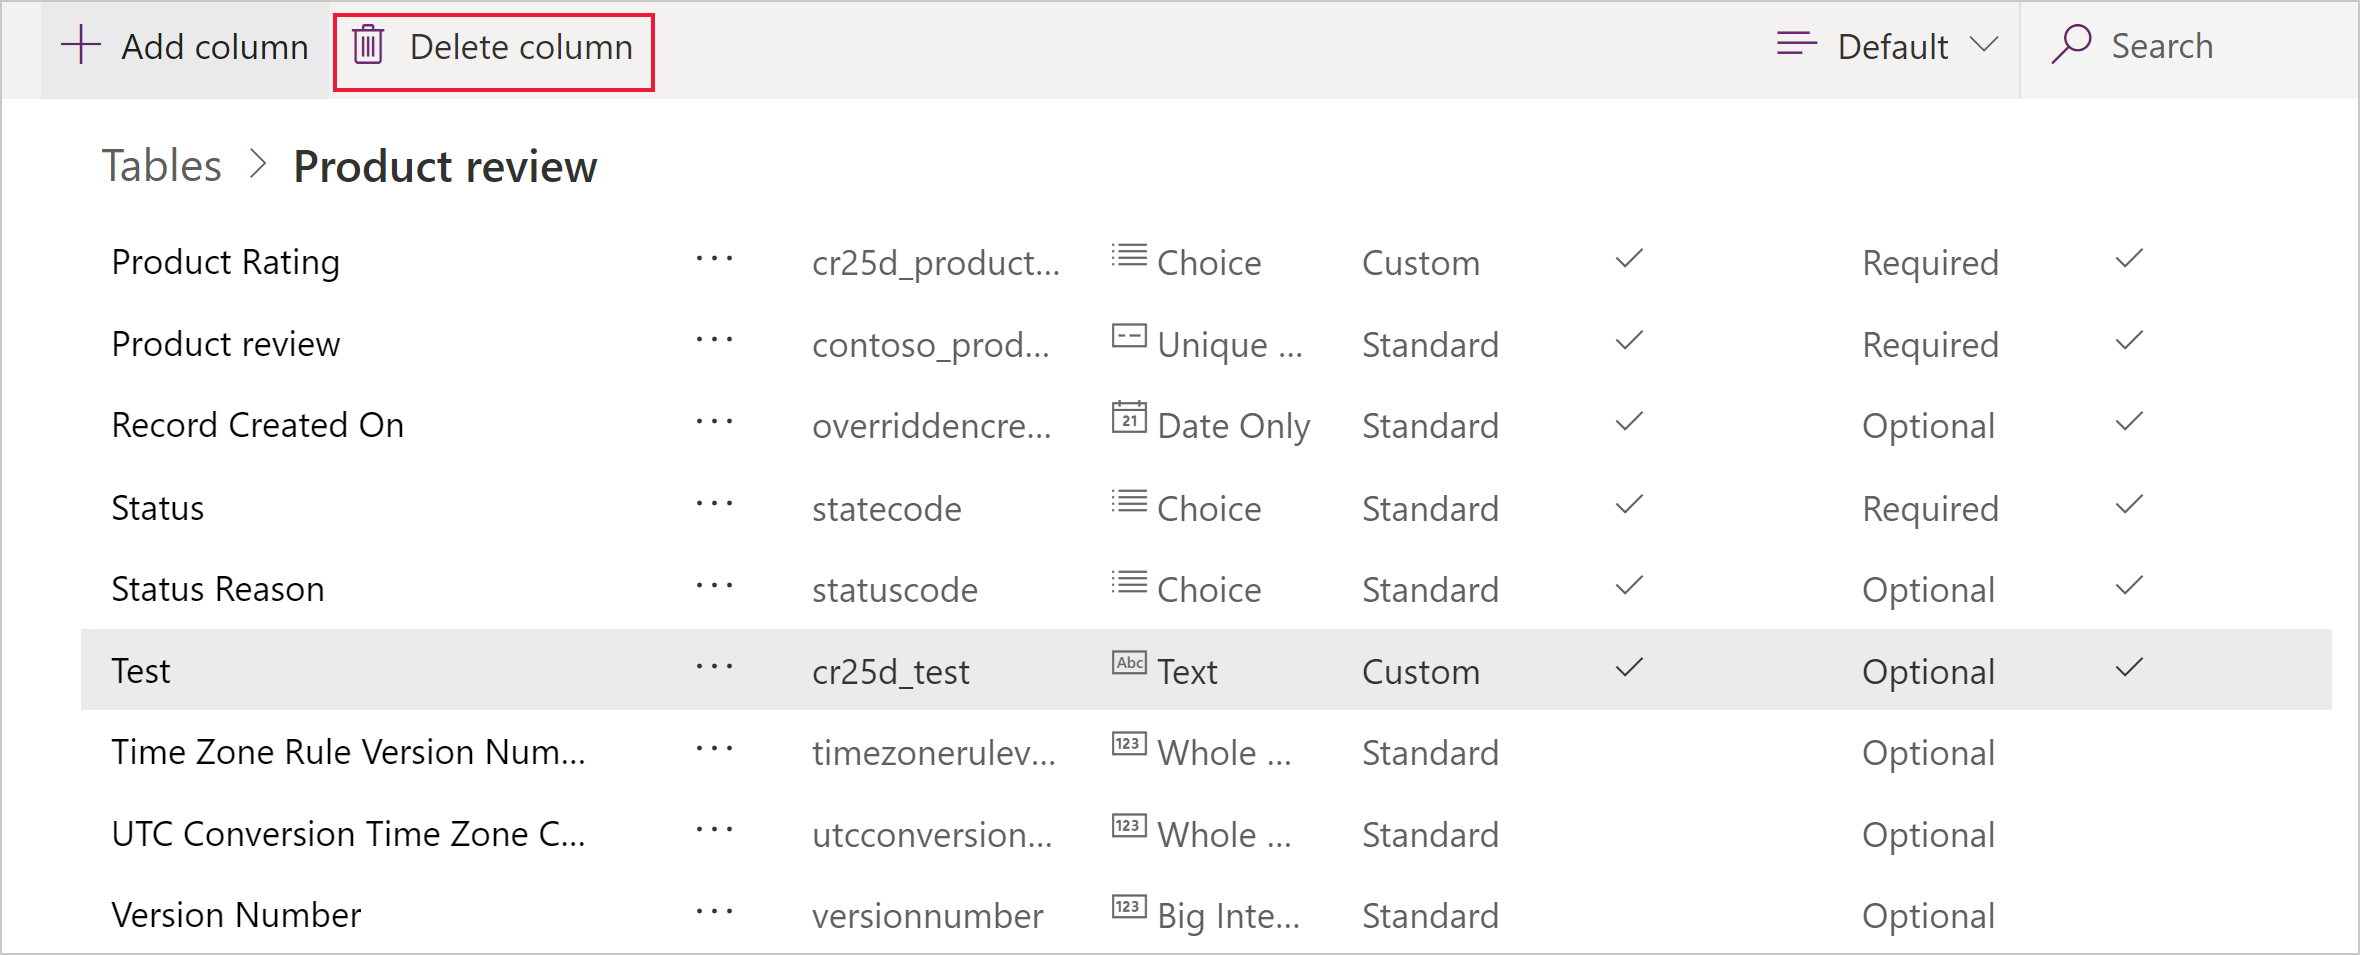 Add column Delete column Default Search
Tables > Product review
Product Rating ... cr25d_product... Choice Custom Required
Product review ... contoso_prod... Unique ... Standard Required
Record Created On ... overriddencre... 21 Date Only Standard Optional
Status ... statecode Choice Standard Required
Status Reason ... statuscode Choice Standard Optional
Test ... cr25d_test Abc Text Custom Optional
Time Zone Rule Version Num... ... timezonerulev... 123 Whole ... Standard Optional
UTC Conversion Time Zone C... ... utcconversion... 123 Whole ... Standard Optional
Version Number ... versionnumber 123 Big Inte... Standard Optional